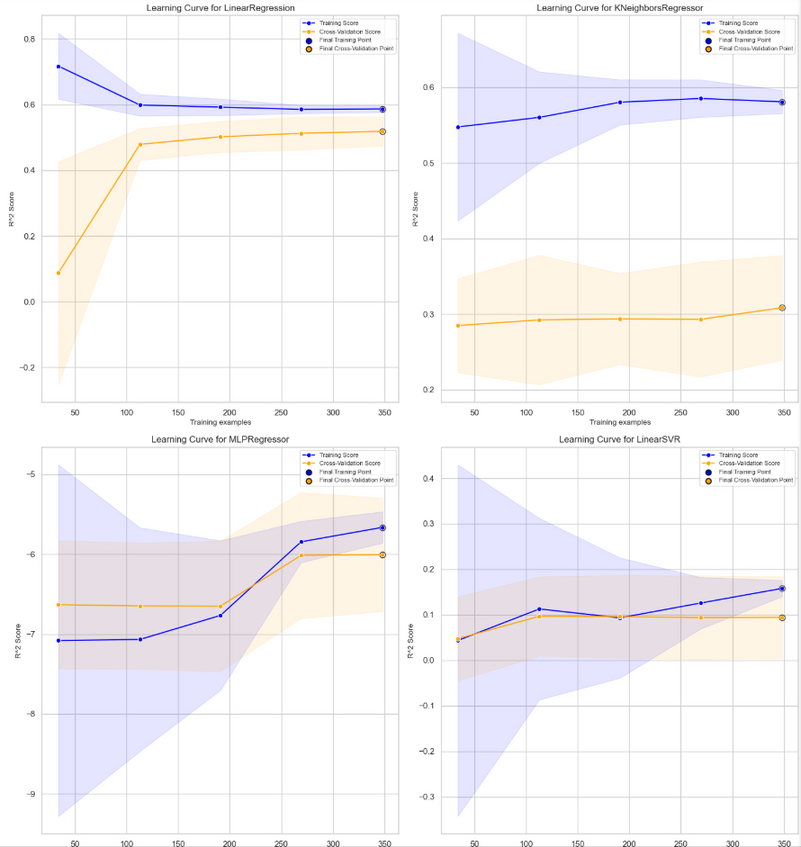 Learning Curve for LinearRegression
Training Score
Cross-Validation Score
Final Training Point
Final Cross-Validation Point
0.8
0.6
0.4
0.2
0.0
−0.2
R^2 Score
50 100 150 200 250 300 350
Training examples
Learning Curve for KNeighborsRegressor
Training Score
Cross-Validation Score
Final Training Point
Final Cross-Validation Point
0.6
0.5
0.4
0.3
0.2
R^2 Score
50 100 150 200 250 300 350
Training examples
Learning Curve for MLPRegressor
Training Score
Cross-Validation Score
Final Training Point
Final Cross-Validation Point
−5
−6
−7
−8
−9
R^2 Score
50 100 150 200 250 300 350
Learning Curve for LinearSVR
Training Score
Cross-Validation Score
Final Training Point
Final Cross-Validation Point
0.4
0.3
0.2
0.1
0.0
−0.1
−0.2
−0.3
R^2 Score
50 100 150 200 250 300 350